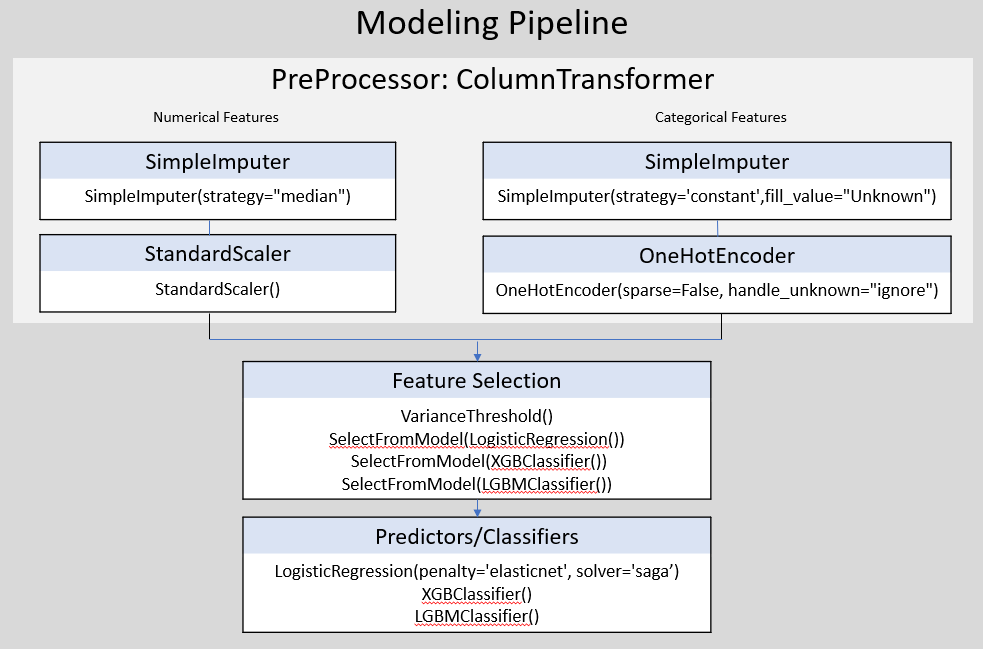 Modeling Pipeline
PreProcessor: ColumnTransformer
Numerical Features
SimpleImputer
SimpleImputer(strategy="median")
StandardScaler
StandardScaler()
Categorical Features
SimpleImputer
SimpleImputer(strategy='constant',fill_value="Unknown")
OneHotEncoder
OneHotEncoder(sparse=False, handle_unknown="ignore")
Feature Selection
VarianceThreshold()
SelectFromModel(LogisticRegression())
SelectFromModel(XGBClassifier())
SelectFromModel(LGBMClassifier())
Predictors/Classifiers
LogisticRegression(penalty='elasticnet', solver='saga’)
XGBClassifier()
LGBMClassifier()